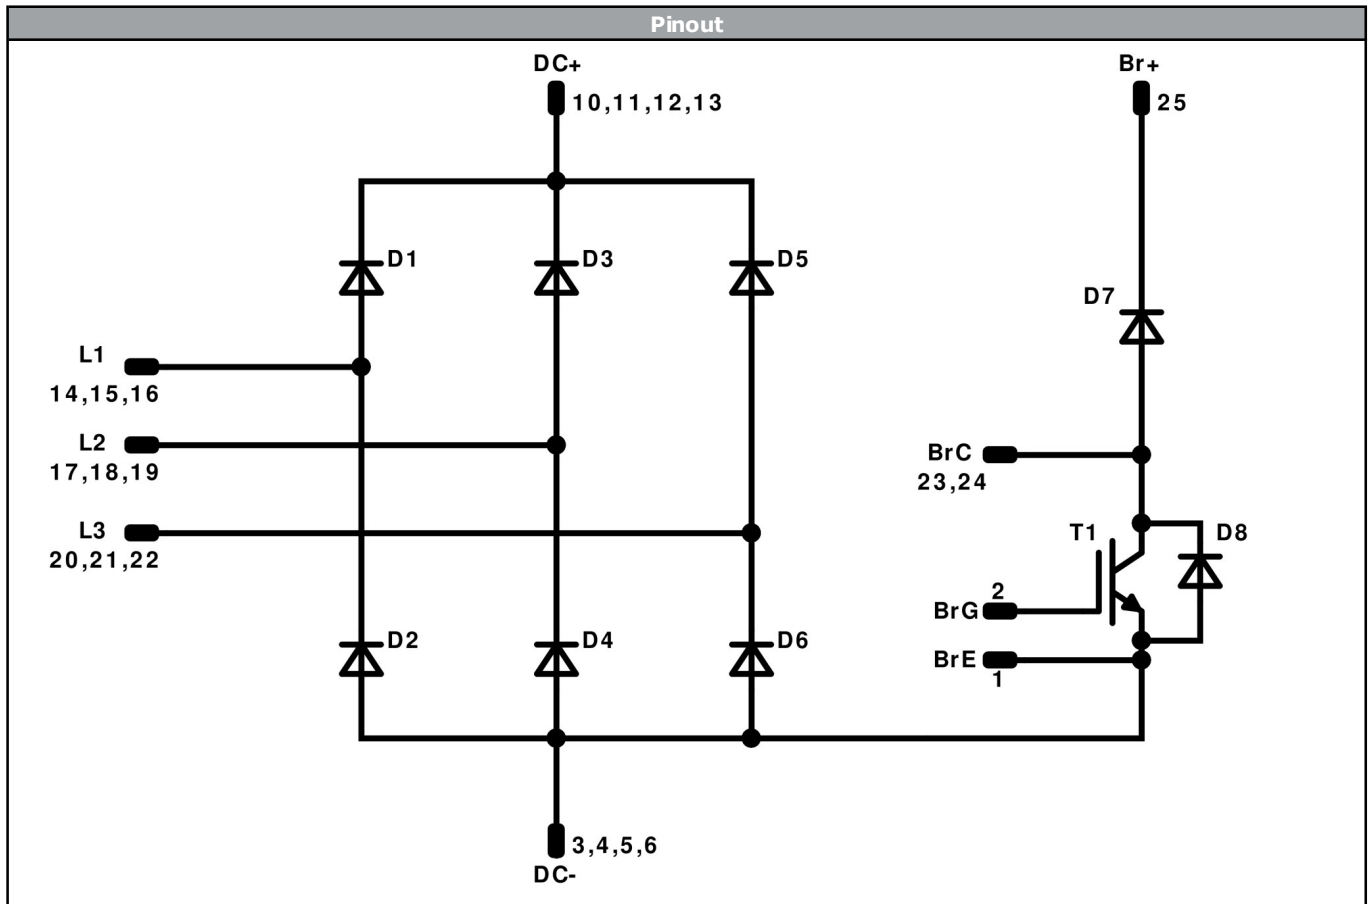 Pinout
DC+
Br+
10,11,12,13
25
D1
D3
D5
D7
L1
14,15,16
L2
17,18,19
BrC
23,24
L3
20,21,22
T1
D8
2
BrG
D2
D4
D6
BrE
1
3,4,5,6
DC-